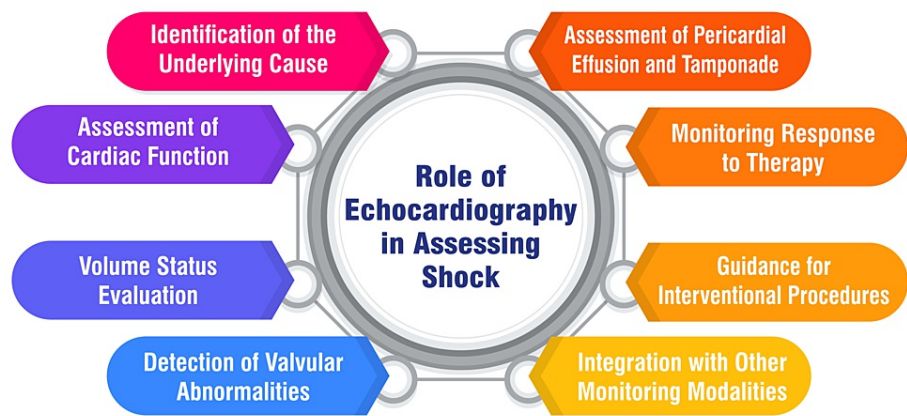 Identification of the
Underlying Cause
Assessment of
Cardiac Function
Volume Status
Evaluation
Detection of Valvular
Abnormalities
Role of
Echocardiography
in Assessing
Shock
Assessment of Pericardial
Effusion and Tamponade
Monitoring Response
to Therapy
Guidance for
Interventional Procedures
Integration with Other
Monitoring Modalities